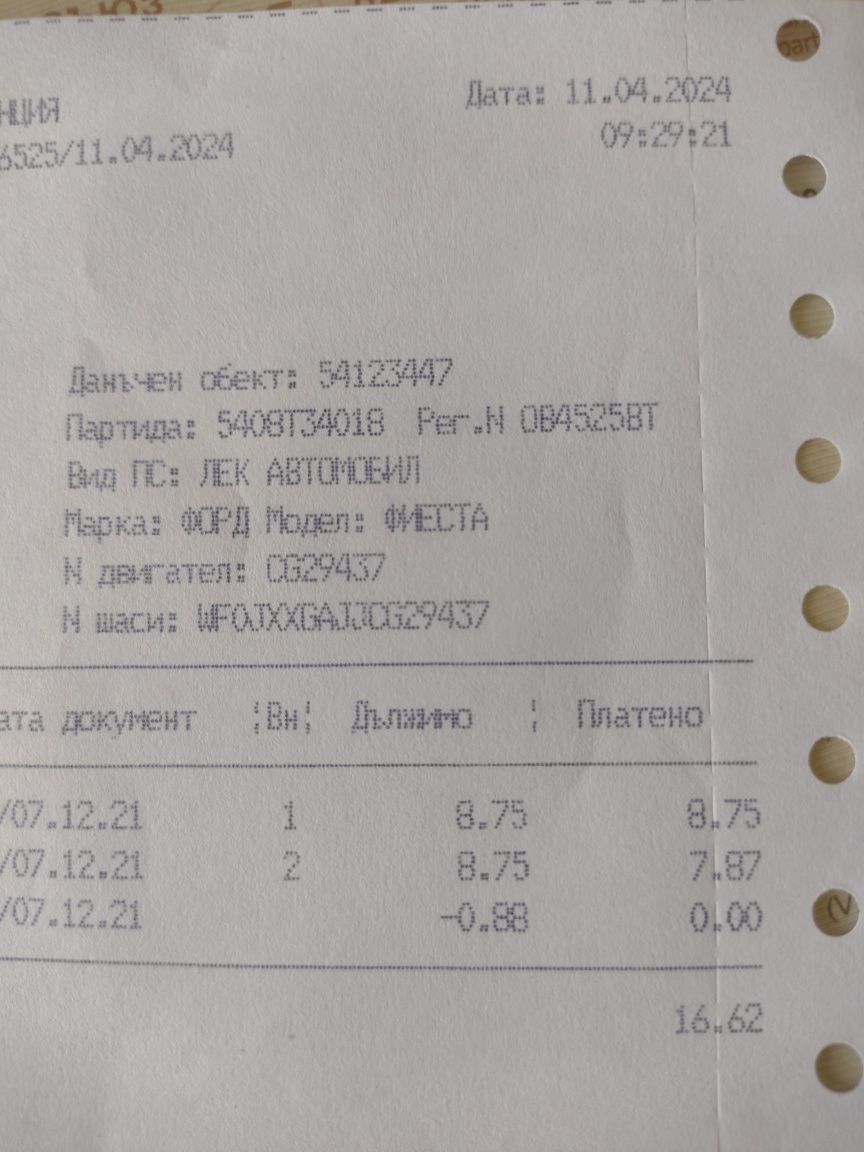 НЦИЯ Дата: 11.04.2024
6525/11.04.2024 09:29:21
Данъчен обект: 54123447
Партида: 5408T34018 Рег.N OB4525BT
Вид ПС: ЛЕК АВТОМОБИЛ
Марка: ФОРД Модел: ФИЕСТА
N двигател: CG29437
N шаси: WF0JXXGAJJCG29437
ата документ ¦Вн¦ Дължимо ¦ Платено
/07.12.21 1 8.75 8.75
/07.12.21 2 8.75 7.87
/07.12.21 -0.88 0.00
16.62